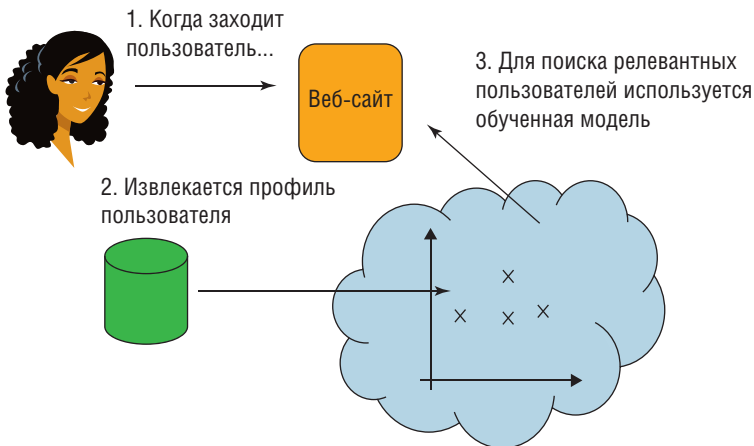 1. Когда заходит
пользователь...
Веб-сайт
3. Для поиска релевантных
пользователей используется
обученная модель
2. Извлекается профиль
пользователя